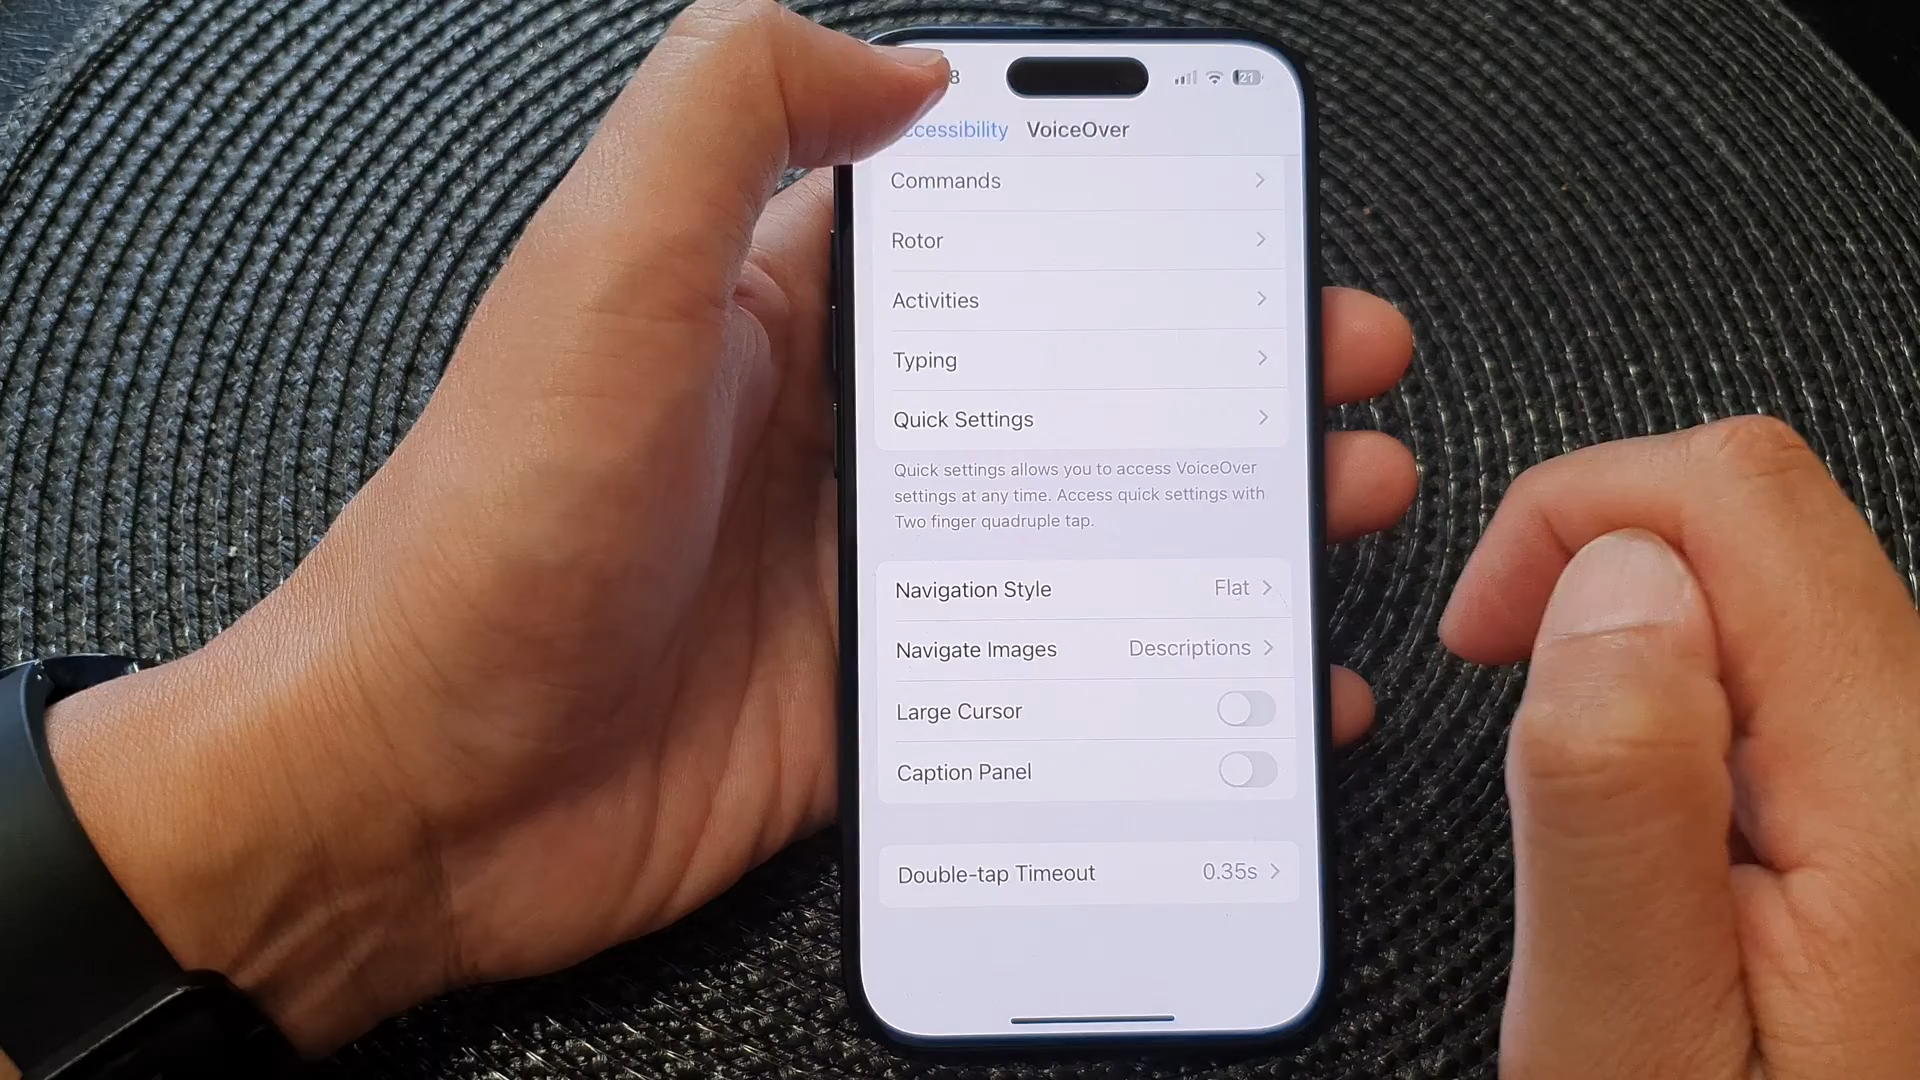 8
21
ccessibility VoiceOver
Commands
Rotor
Activities
Typing
Quick Settings
Quick settings allows you to access VoiceOver
settings at any time. Access quick settings with
Two finger quadruple tap.
Navigation Style Flat
Navigate Images Descriptions
Large Cursor
Caption Panel
Double-tap Timeout 0.35s